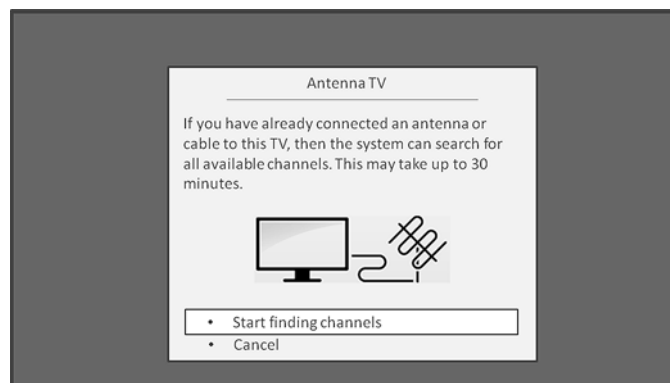 Antenna TV
If you have already connected an antenna or
cable to this TV, then the system can search for
all available channels. This may take up to 30
minutes.
• Start finding channels
• Cancel